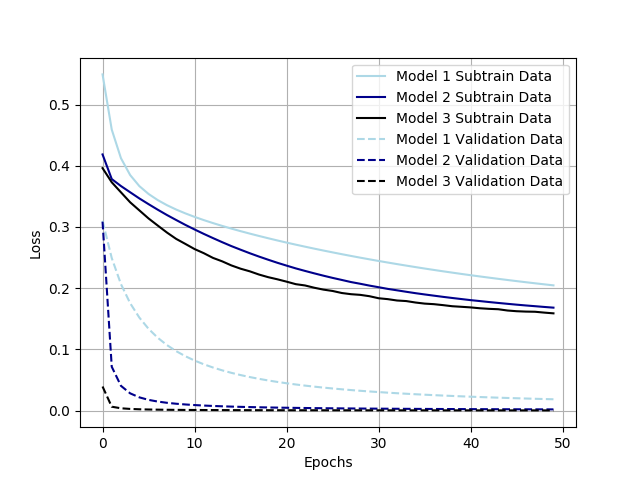 Model 1 Subtrain Data
Model 2 Subtrain Data
Model 3 Subtrain Data
Model 1 Validation Data
Model 2 Validation Data
Model 3 Validation Data
Loss
0.5
0.4
0.3
0.2
0.1
0.0
0 10 20 30 40 50
Epochs